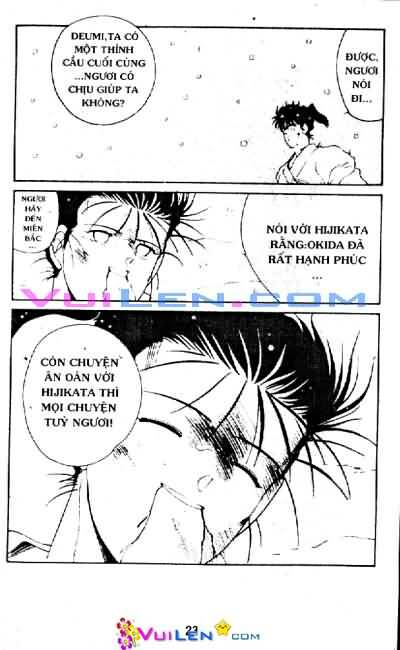 DEUMI,TA CÓ
MỘT THỈNH
CẦU CUỐI CÙNG
...NGƯƠI CÓ
CHỊU GIÚP TA
KHÔNG?
ĐƯỢC,
NGƯƠI
NÓI
ĐI...
NGƯƠI
HÃY
ĐẾN
MIỀN
BẮC
...
NÓI VỚI HIJIKATA
RẰNG:OKIDA ĐÃ
RẤT HẠNH PHÚC
...
VUILEN.COM
CÒN CHUYỆN
ÂN OÁN VỚI
HIJIKATA THÌ
MỌI CHUYỆN
TUỲ NGƯƠI!
23
VUILEN.COM